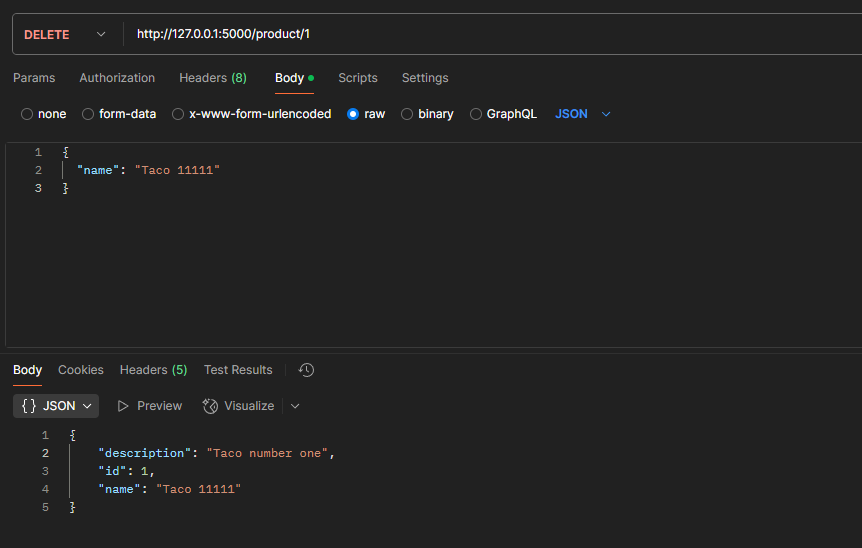 DELETE http://127.0.0.1:5000/product/1
Params Authorization Headers (8) Body Scripts Settings
none form-data x-www-form-urlencoded raw binary GraphQL JSON
1 {
2 "name": "Taco 11111"
3 }
Body Cookies Headers (5) Test Results
{} JSON Preview Visualize
1 {
2 "description": "Taco number one",
3 "id": 1,
4 "name": "Taco 11111"
5 }